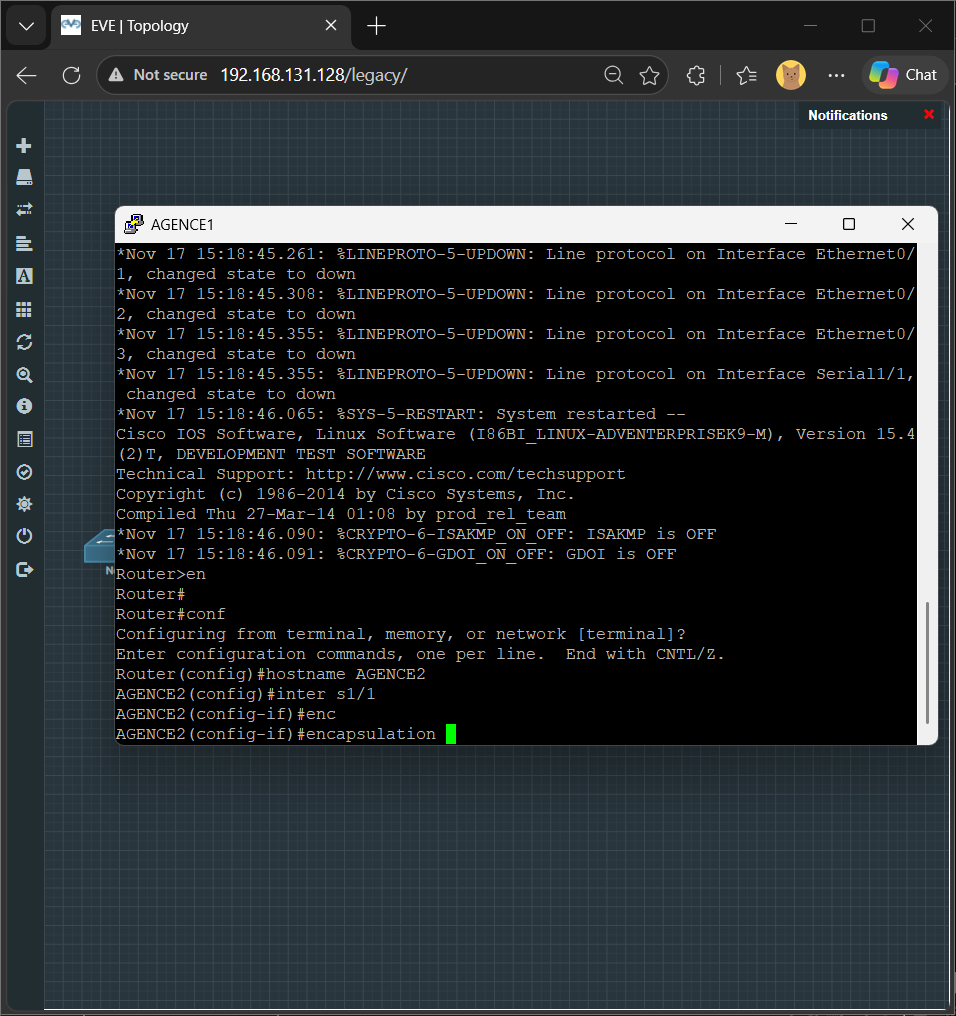 EVE | Topology
Not secure 192.168.131.128/legacy/
Chat
Notifications
AGENCE1
*Nov 17 15:18:45.261: %LINEPROTO-5-UPDOWN: Line protocol on Interface Ethernet0/
1, changed state to down
*Nov 17 15:18:45.308: %LINEPROTO-5-UPDOWN: Line protocol on Interface Ethernet0/
2, changed state to down
*Nov 17 15:18:45.355: %LINEPROTO-5-UPDOWN: Line protocol on Interface Ethernet0/
3, changed state to down
*Nov 17 15:18:45.355: %LINEPROTO-5-UPDOWN: Line protocol on Interface Serial1/1,
changed state to down
*Nov 17 15:18:46.065: %SYS-5-RESTART: System restarted --
Cisco IOS Software, Linux Software (I86BI_LINUX-ADVENTERPRISEK9-M), Version 15.4
(2)T, DEVELOPMENT TEST SOFTWARE
Technical Support: http://www.cisco.com/techsupport
Copyright (c) 1986-2014 by Cisco Systems, Inc.
Compiled Thu 27-Mar-14 01:08 by prod_rel_team
*Nov 17 15:18:46.090: %CRYPTO-6-ISAKMP_ON_OFF: ISAKMP is OFF
*Nov 17 15:18:46.091: %CRYPTO-6-GDOI_ON_OFF: GDOI is OFF
Router>en
Router#
Router#conf
Configuring from terminal, memory, or network [terminal]?
Enter configuration commands, one per line.  End with CNTL/Z.
Router(config)#hostname AGENCE2
AGENCE2(config)#inter s1/1
AGENCE2(config-if)#enc
AGENCE2(config-if)#encapsulation